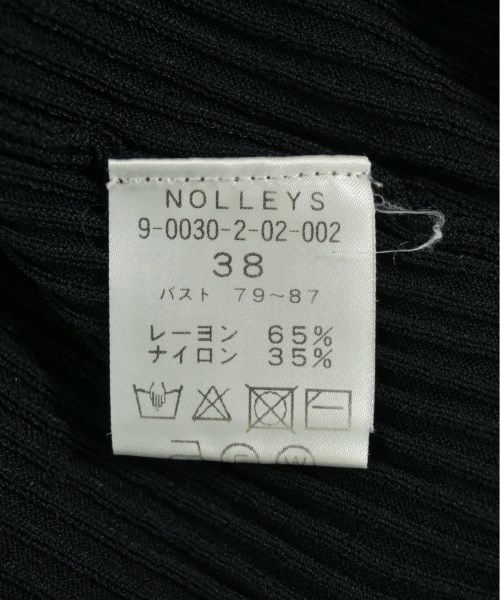 NOLLEYS
9-0030-2-02-002
38
バスト 79～87
レーヨン 65%
ナイロン 35%